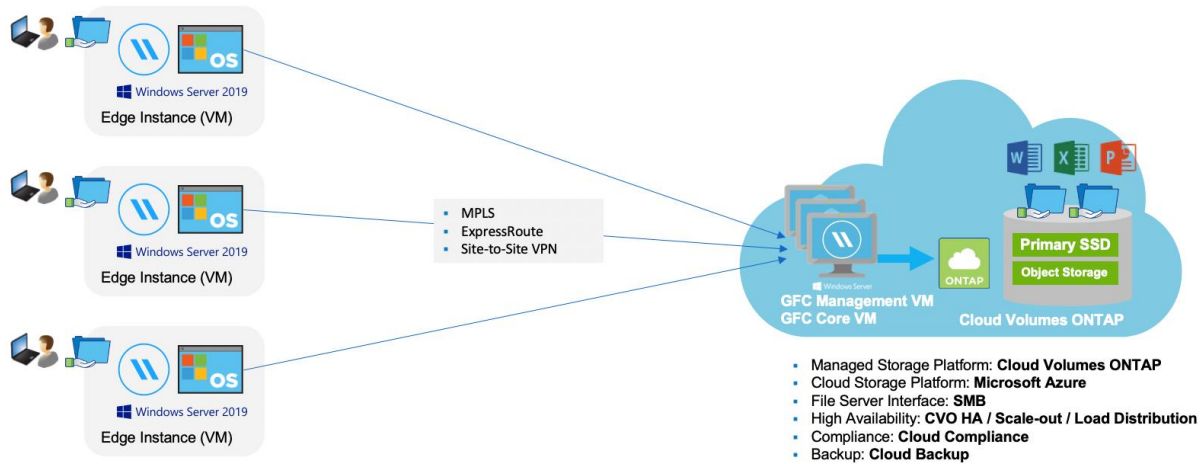 OS
Windows Server 2019
Edge Instance (VM)
OS
Windows Server 2019
Edge Instance (VM)
OS
Windows Server 2019
Edge Instance (VM)
MPLS
ExpressRoute
Site-to-Site VPN
W
X
P
Windows Server
GFC Management VM
GFC Core VM
ONTAP
Primary SSD
Object Storage
Cloud Volumes ONTAP
Managed Storage Platform: Cloud Volumes ONTAP
Cloud Storage Platform: Microsoft Azure
File Server Interface: SMB
High Availability: CVO HA / Scale-out / Load Distribution
Compliance: Cloud Compliance
Backup: Cloud Backup